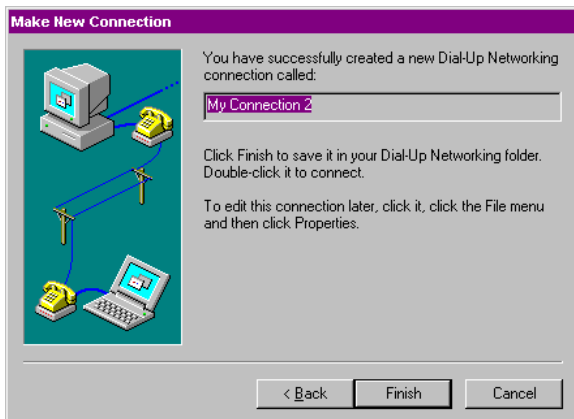 Make New Connection
You have successfully created a new Dial-Up Networking
connection called:
My Connection 2
Click Finish to save it in your Dial-Up Networking folder.
Double-click it to connect.
To edit this connection later, click it, click the File menu
and then click Properties.
< Back
Finish
Cancel